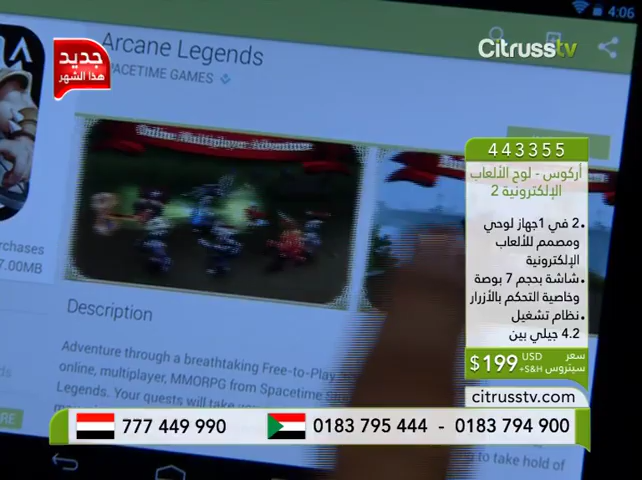 4:06
Arcane Legends
SPACETIME GAMES
Citrusstv
جديد
هذا الشهر
Online Multiplayer Adventure
443355
أركوس - لوح الألعاب
الإلكترونية 2
2 في 1جهاز لوحي
ومصمم للألعاب
الإلكترونية
شاشة بحجم 7 بوصة
وخاصية التحكم بالأزرار
نظام تشغيل
4.2 جيلي بين
$199 USD +S&H سعر سيتروس
citrusstv.com
7.00MB
Description
Adventure through a breathtaking Free-to-Play
online, multiplayer, MMORPG from Spacetime
Legends. Your quests will take
777 449 990
0183 795 444 - 0183 794 900
to take hold of